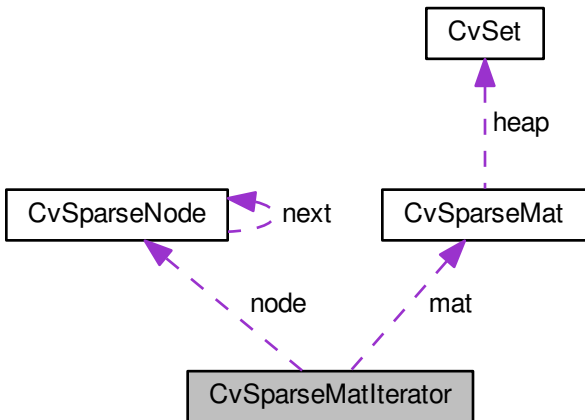 CvSet
heap
CvSparseNode
next
CvSparseMat
node
mat
CvSparseMatIterator